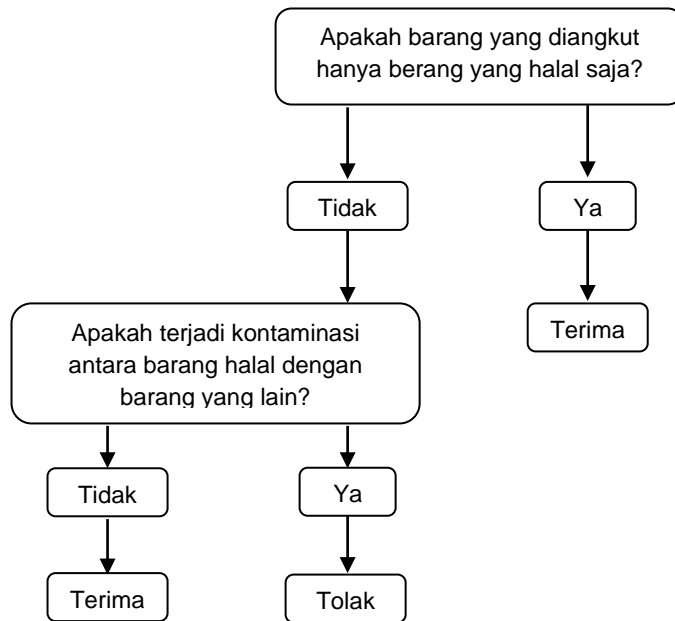 Apakah barang yang diangkut
hanya berang yang halal saja?
Tidak
Ya
Terima
Apakah terjadi kontaminasi
antara barang halal dengan
barang yang lain?
Tidak
Ya
Terima
Tolak